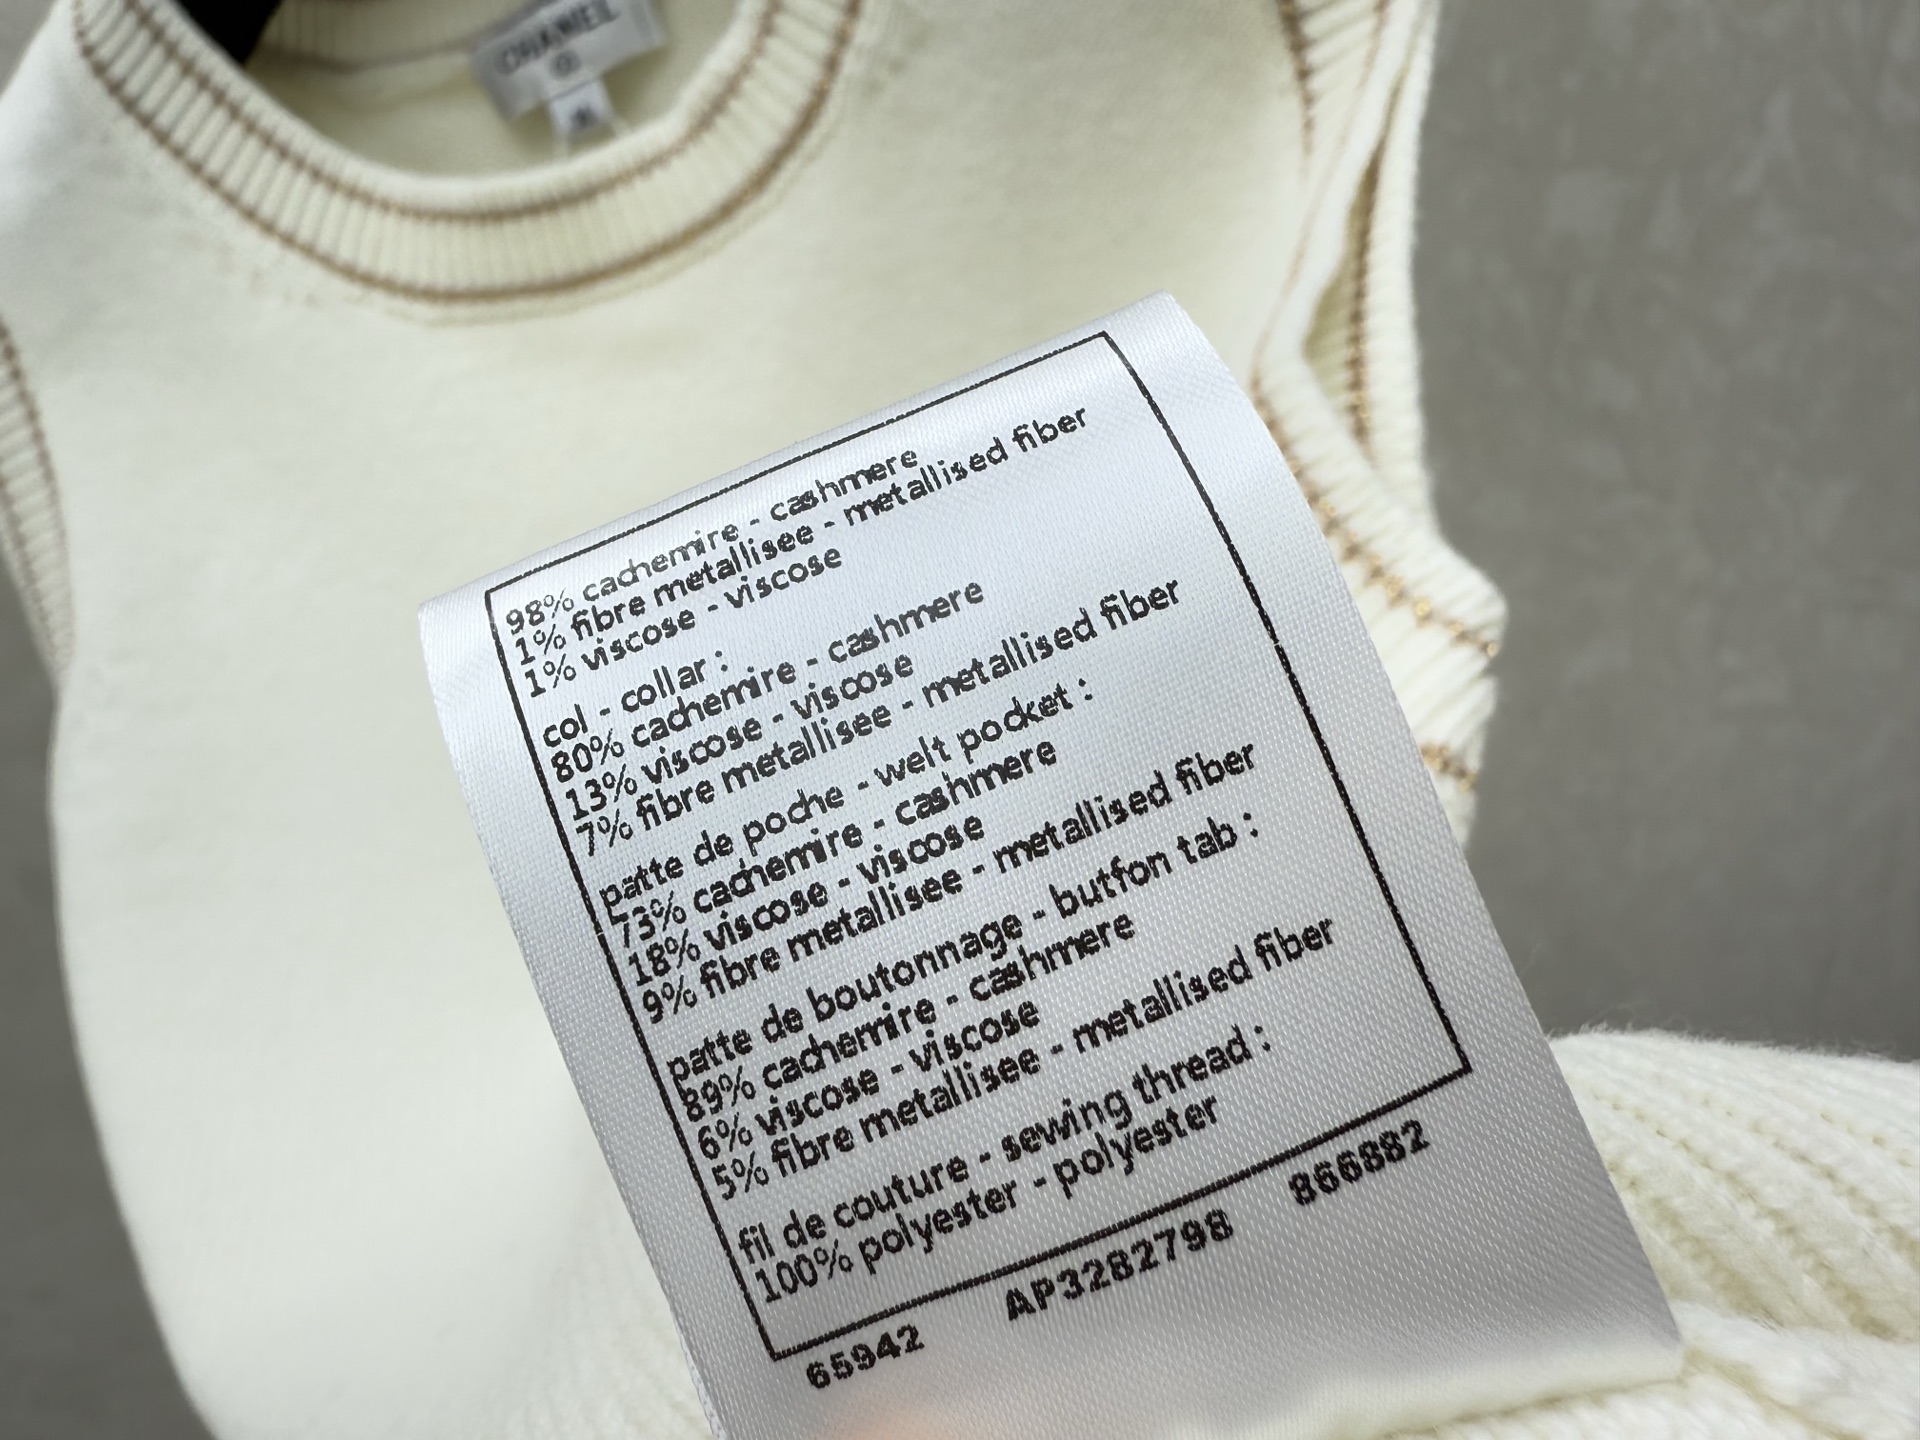 CHANEL
98% cachemire - cashmere
1% fibre metallisee - metallised fiber
1% viscose - viscose
col - collar :
80% cachemire - cashmere
13% viscose - viscose
7% fibre metallisee - metallised fiber
patte de poche - welt pocket :
73% cachemire - cashmere
18% viscose - viscose
9% fibre metallisee - metallised fiber
patte de boutonnage - button tab :
89% cachemire - cashmere
6% viscose - viscose
5% fibre metallisee - metallised fiber
fil de couture - sewing thread :
100% polyester - polyester
65942 AP3282798 866882